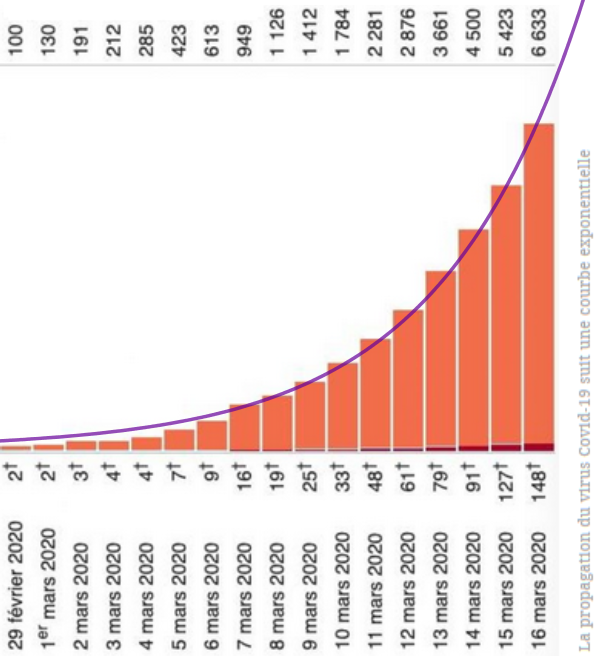 29 février 2020 2† 100
1er mars 2020 2† 130
2 mars 2020 3† 191
3 mars 2020 4† 212
4 mars 2020 4† 285
5 mars 2020 7† 423
6 mars 2020 9† 613
7 mars 2020 16† 949
8 mars 2020 19† 1 126
9 mars 2020 25† 1 412
10 mars 2020 33† 1 784
11 mars 2020 48† 2 281
12 mars 2020 61† 2 876
13 mars 2020 79† 3 661
14 mars 2020 91† 4 500
15 mars 2020 127† 5 423
16 mars 2020 148† 6 633
La propagation du virus Covid-19 suit une courbe exponentielle